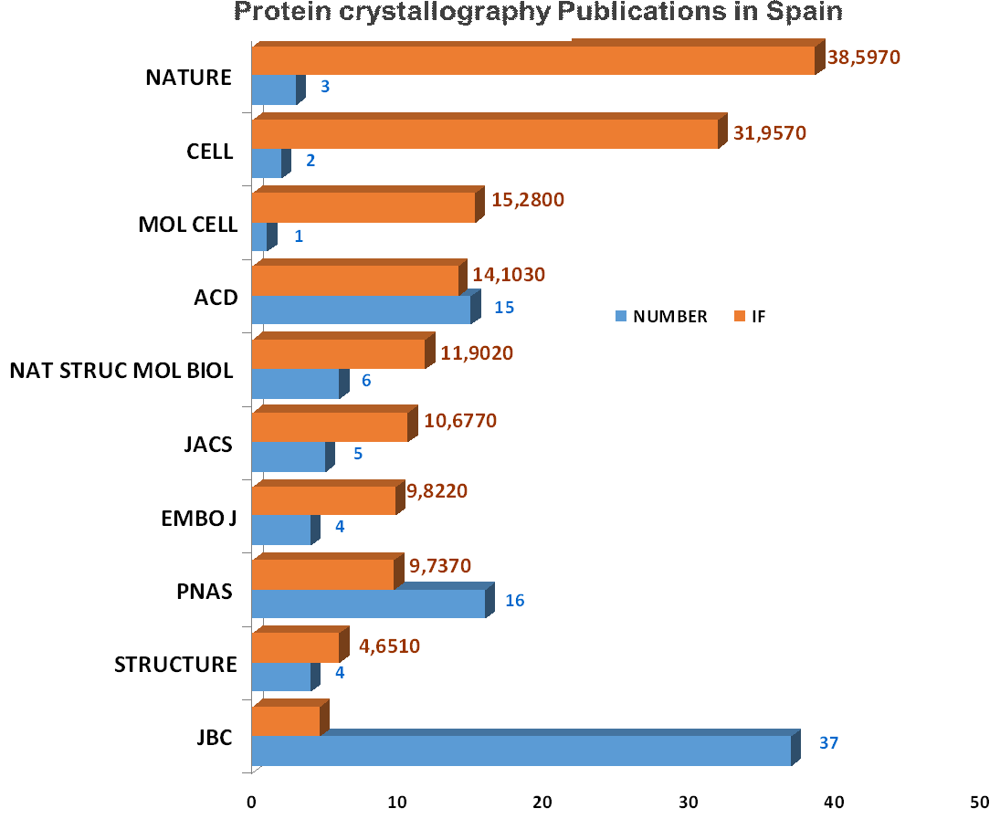 Protein crystallography Publications in Spain
NATURE
38,5970
3
CELL
31,9570
2
MOL CELL
15,2800
1
ACD
14,1030
15
NUMBER IF
NAT STRUC MOL BIOL
11,9020
6
JACS
10,6770
5
EMBO J
9,8220
4
PNAS
9,7370
16
STRUCTURE
4,6510
4
JBC
37
0 10 20 30 40 50